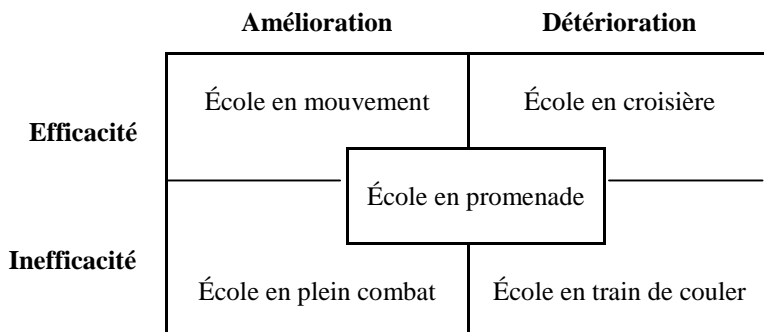 Amélioration Détérioration
École en mouvement École en croisière
Efficacité
École en promenade
Inefficacité
École en plein combat École en train de couler